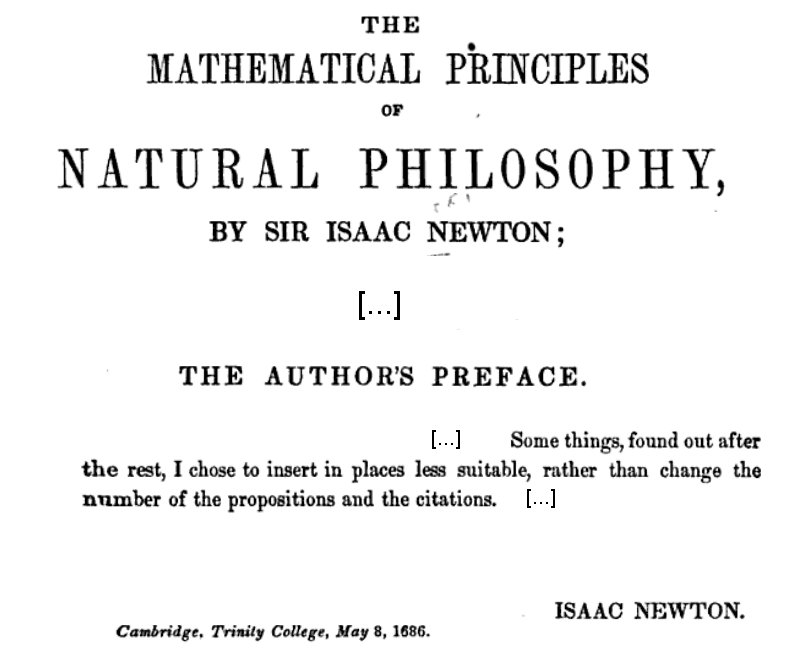 THE
MATHEMATICAL PRINCIPLES
OF
NATURAL PHILOSOPHY,
BY SIR ISAAC NEWTON;
[...]
THE AUTHOR'S PREFACE.
[...] Some things, found out after
the rest, I chose to insert in places less suitable, rather than change the
number of the propositions and the citations. [...]
ISAAC NEWTON.
Cambridge, Trinity College, May 8, 1686.